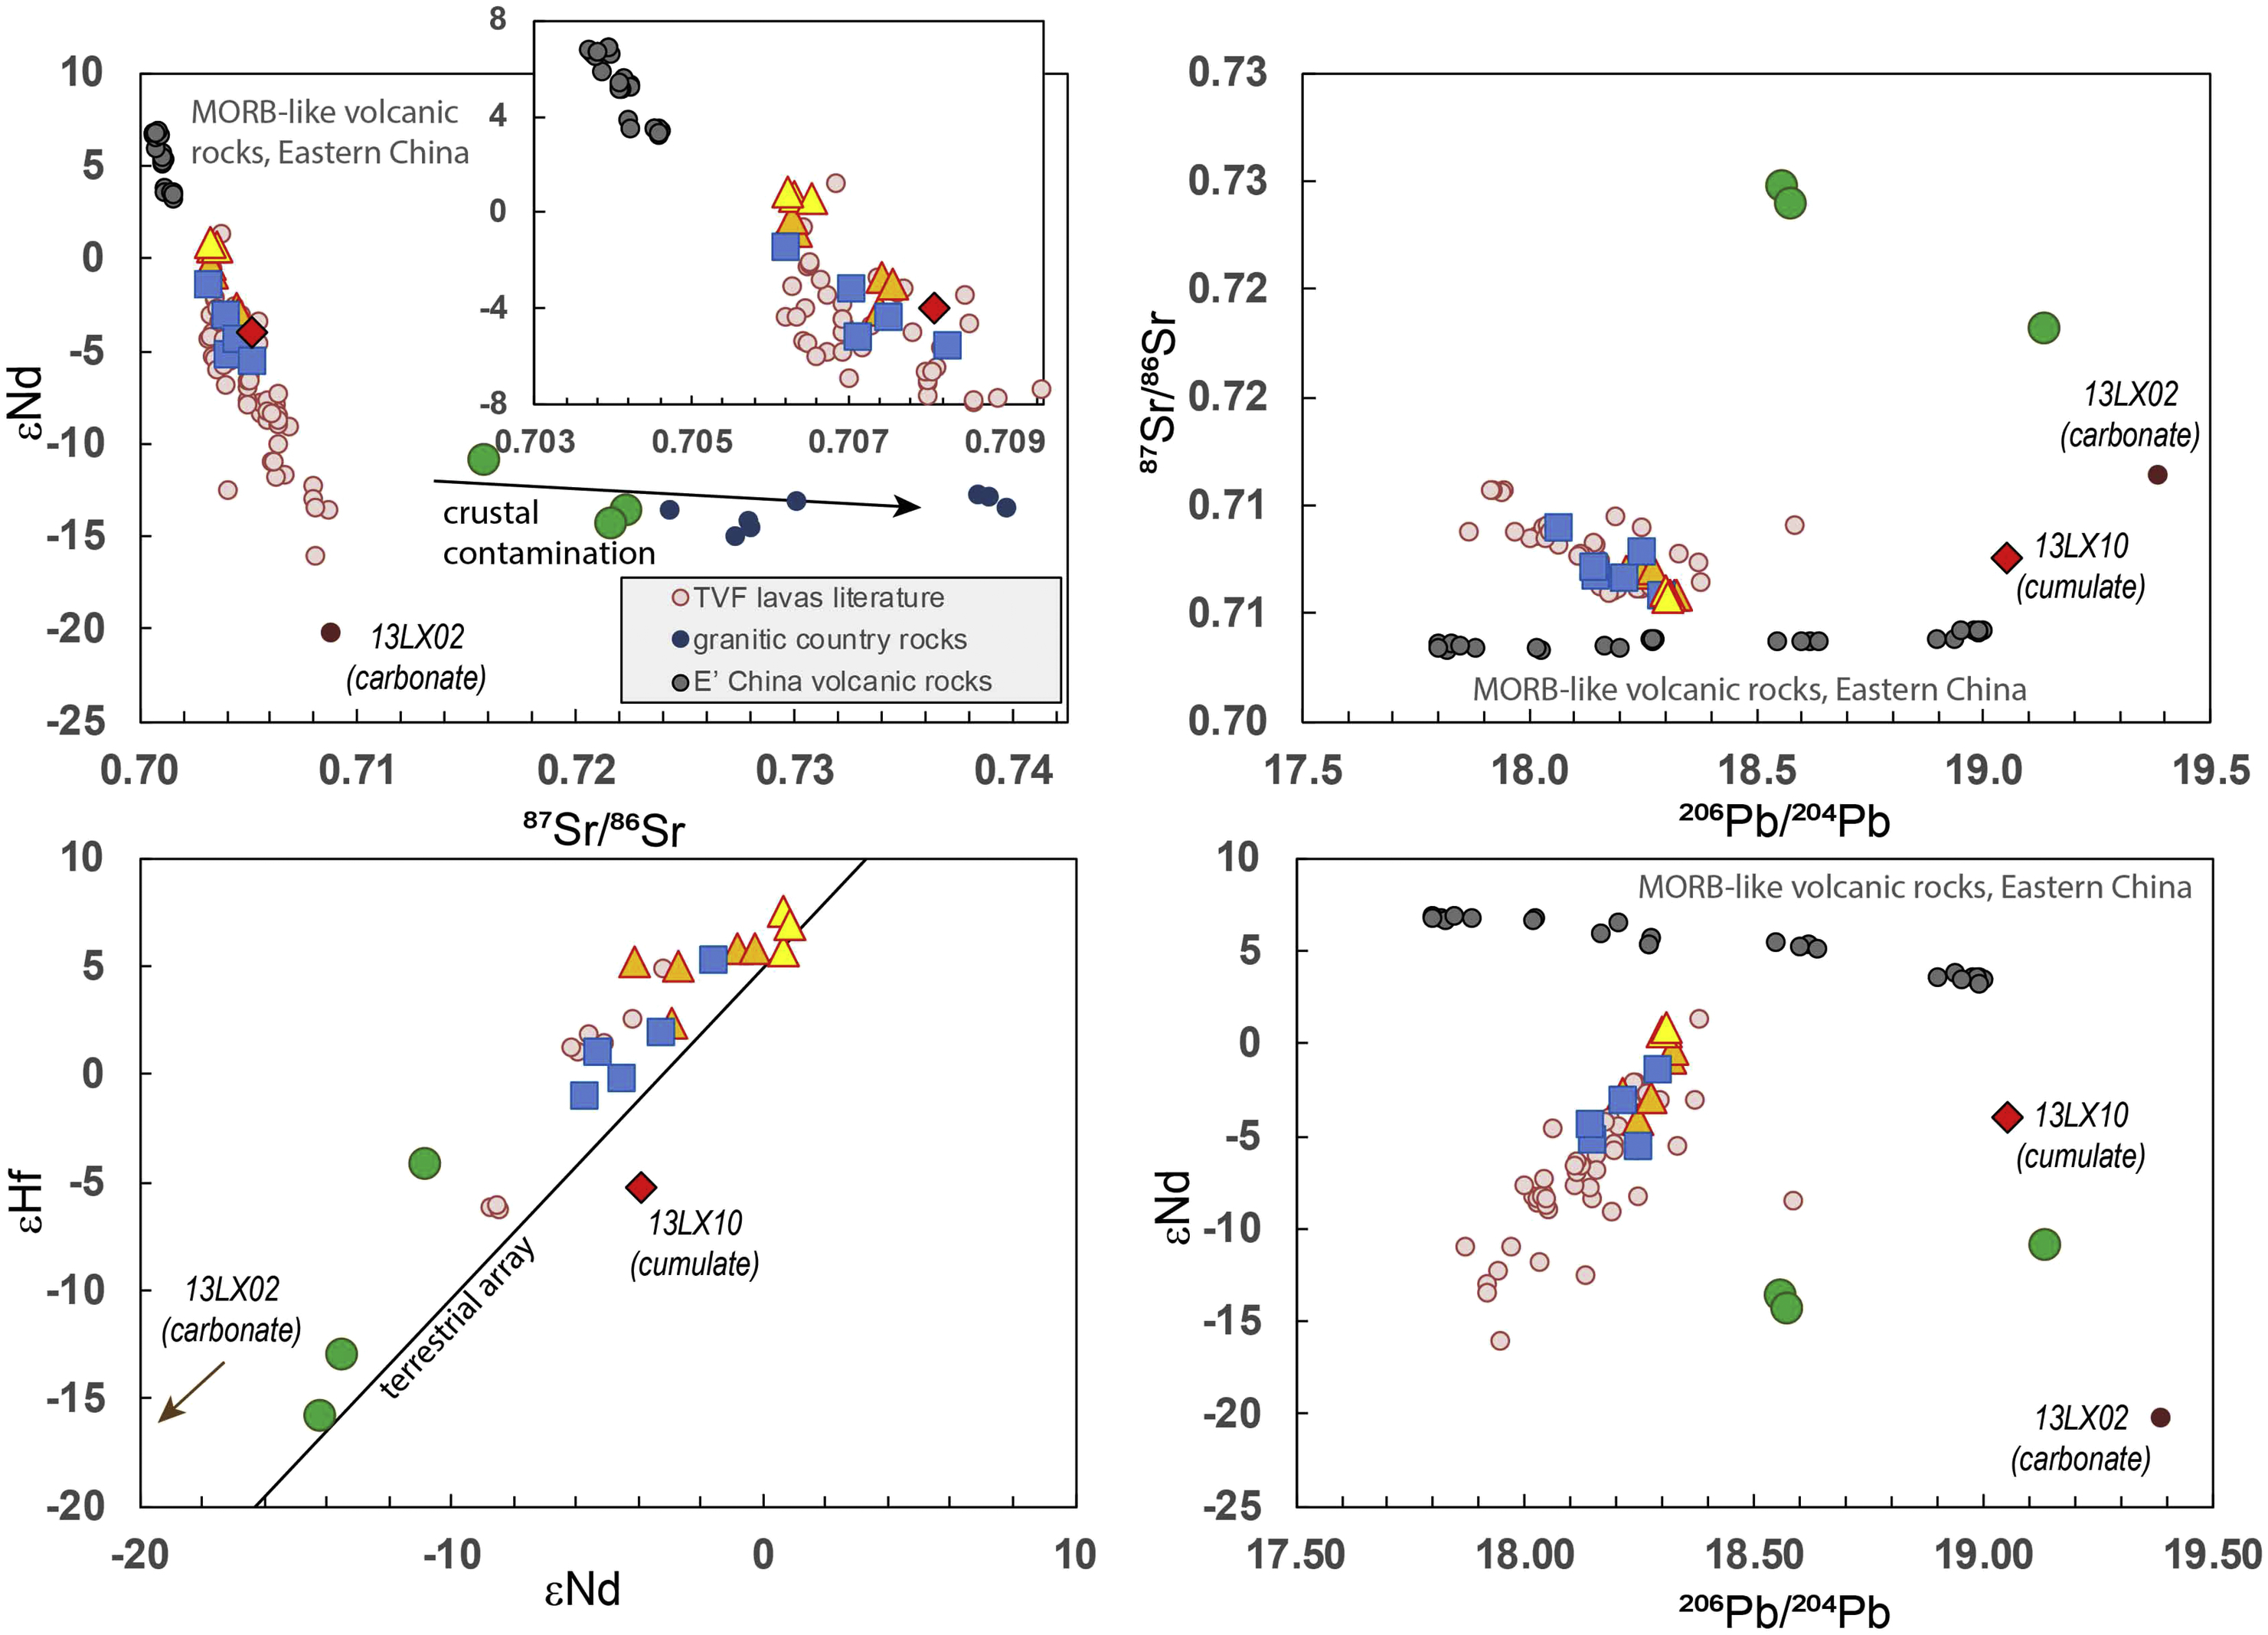 10
5
0
-5
-10
-15
-20
-25
εNd
MORB-like volcanic
rocks, Eastern China
8
4
0
-4
-8
0.703 0.705 0.707 0.709
crustal
contamination
13LX02
(carbonate)
TVF lavas literature
granitic country rocks
E' China volcanic rocks
0.70 0.71 0.72 0.73 0.74
⁸⁷Sr/⁸⁶Sr
0.73
0.73
0.72
0.72
0.71
0.71
0.70
⁸⁷Sr/⁸⁶Sr
13LX02
(carbonate)
13LX10
(cumulate)
MORB-like volcanic rocks, Eastern China
17.5 18.0 18.5 19.0 19.5
²⁰⁶Pb/²⁰⁴Pb
10
5
0
-5
-10
-15
-20
εHf
13LX10
(cumulate)
13LX02
(carbonate)
terrestrial array
-20 -10 0 10
εNd
10
5
0
-5
-10
-15
-20
-25
εNd
MORB-like volcanic rocks, Eastern China
13LX10
(cumulate)
13LX02
(carbonate)
17.50 18.00 18.50 19.00 19.50
²⁰⁶Pb/²⁰⁴Pb